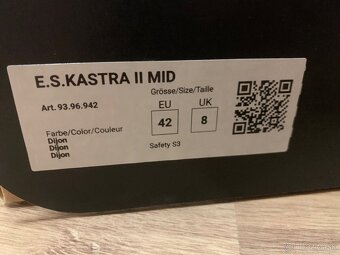 E.S.KASTRA II MID
Art. 93.96.942
Grösse/Size/Taille
EU UK
42 8
Farbe/Color/Couleur
Dijon
Dijon
Dijon
Safety S3